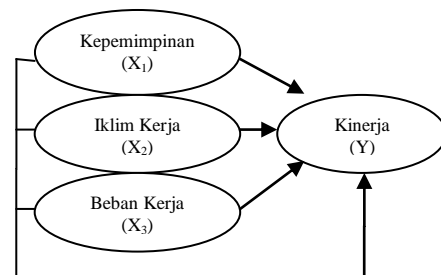 Kepemimpinan
(X₁)
Iklim Kerja
(X₂)
Kinerja
(Y)
Beban Kerja
(X₃)